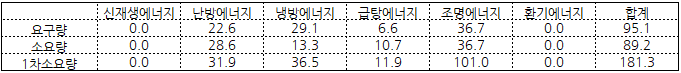 신재생에너지 난방에너지 냉방에너지 급탕에너지 조명에너지 환기에너지 합계
요구량 0.0 22.6 29.1 6.6 36.7 0.0 95.1
소요량 0.0 28.6 13.3 10.7 36.7 0.0 89.2
1차소요량 0.0 31.9 36.5 11.9 101.0 0.0 181.3